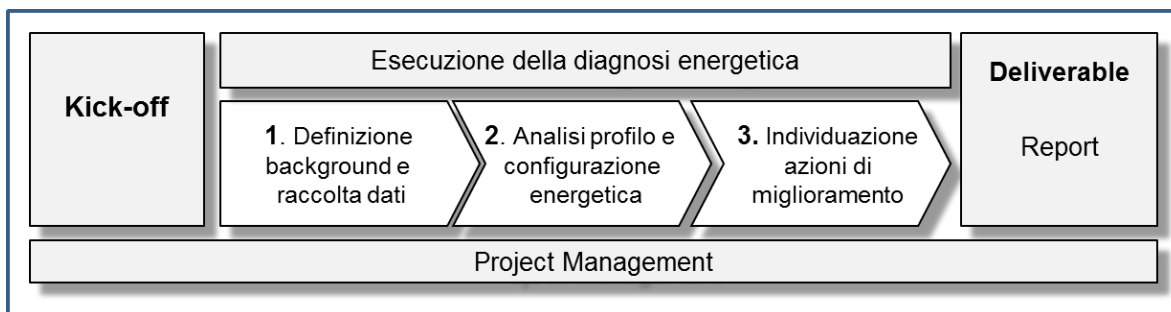 Kick-off
Esecuzione della diagnosi energetica
1. Definizione
background e
raccolta dati
2. Analisi profilo e
configurazione
energetica
3. Individuazione
azioni di
miglioramento
Deliverable
Report
Project Management